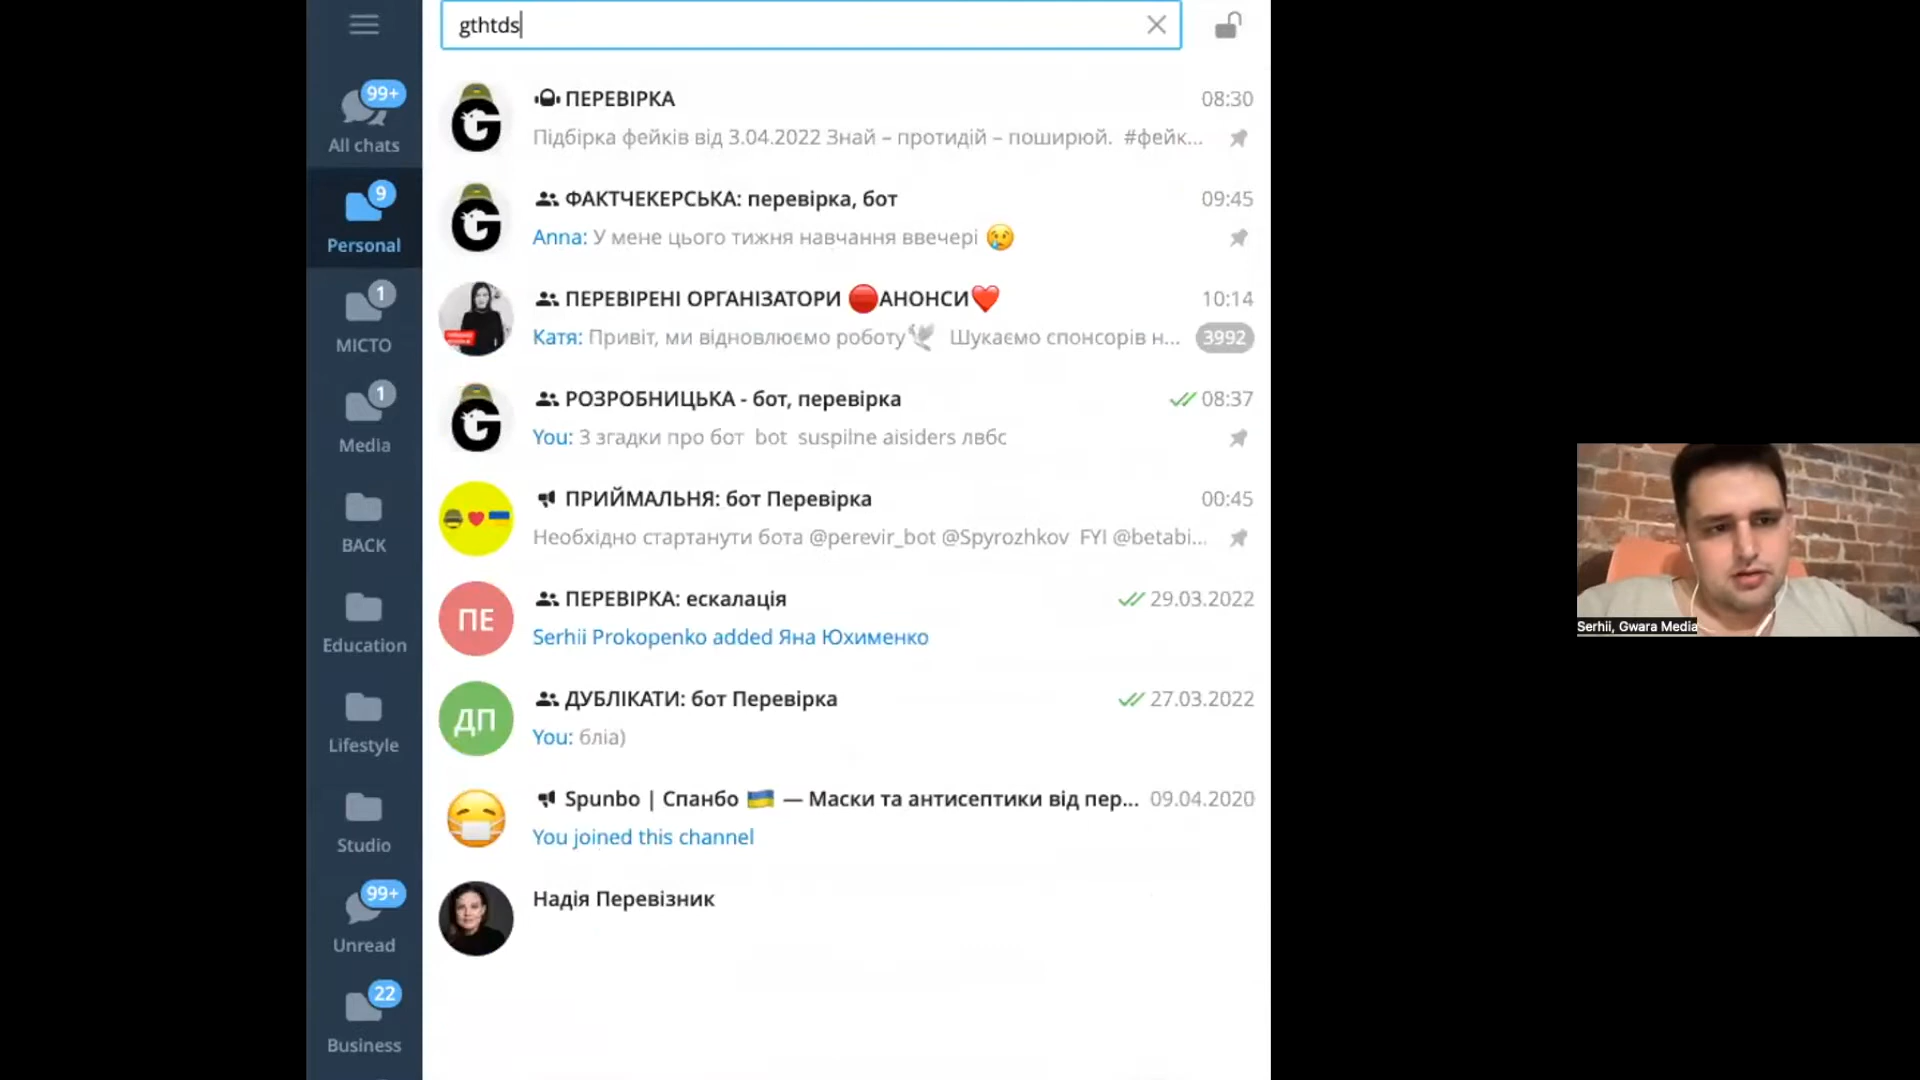 gthtds
99+
All chats
9
Personal
1
МІСТО
1
Media
BACK
Education
Lifestyle
Studio
99+
Unread
22
Business
ПЕРЕВІРКА 08:30
Підбірка фейків від 3.04.2022 Знай – протидій – поширюй. #фейк...
ФАКТЧЕКЕРСЬКА: перевірка, бот 09:45
Anna: У мене цього тижня навчання ввечері 😢
ПЕРЕВІРЕНІ ОРГАНІЗАТОРИ 🔴АНОНСИ❤️ 10:14
Катя: Привіт, ми відновлюємо роботу🕊 Шукаємо спонсорів н... 3992
РОЗРОБНИЦЬКА - бот, перевірка 08:37
You: З згадки про бот bot suspilne aisiders лвбс
ПРИЙМАЛЬНЯ: бот Перевірка 00:45
Необхідно стартанути бота @perevir_bot @Spyrozhkov FYI @betabi...
ПЕ
ПЕРЕВІРКА: ескалація 29.03.2022
Serhii Prokopenko added Яна Юхименко
ДП
ДУБЛІКАТИ: бот Перевірка 27.03.2022
You: бліа)
Spunbo | Спанбо 🇺🇦 — Маски та антисептики від пер... 09.04.2020
You joined this channel
Надія Перевізник
Serhii, Gwara Media